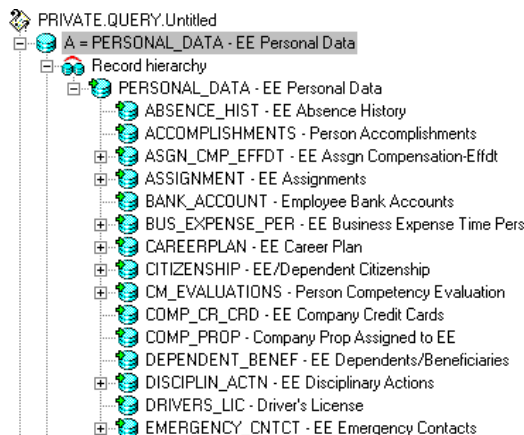 PRIVATE.QUERY.Untitled
A = PERSONAL_DATA - EE Personal Data
Record hierarchy
PERSONAL_DATA - EE Personal Data
ABSENCE_HIST - EE Absence History
ACCOMPLISHMENTS - Person Accomplishments
ASGN_CMP_EFFDT - EE Assgn Compensation-Effdt
ASSIGNMENT - EE Assignments
BANK_ACCOUNT - Employee Bank Accounts
BUS_EXPENSE_PER - EE Business Expense Time Pers
CAREERPLAN - EE Career Plan
CITIZENSHIP - EE/Dependent Citizenship
CM_EVALUATIONS - Person Competency Evaluation
COMP_CR_CRD - EE Company Credit Cards
COMP_PROP - Company Prop Assigned to EE
DEPENDENT_BENEF - EE Dependents/Beneficiaries
DISCIPLIN_ACTN - EE Disciplinary Actions
DRIVERS_LIC - Driver's License
EMERGENCY_CNTCT - EE Emergency Contacts